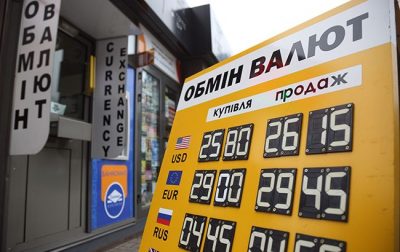 ОБМІН
ВАЛЮТ
CURRENCY
EXCHANGE
ОБМІН ВАЛЮТ
купівля продаж
USD 25 80 26 15
EUR 29 00 29 45
RUS 04 45